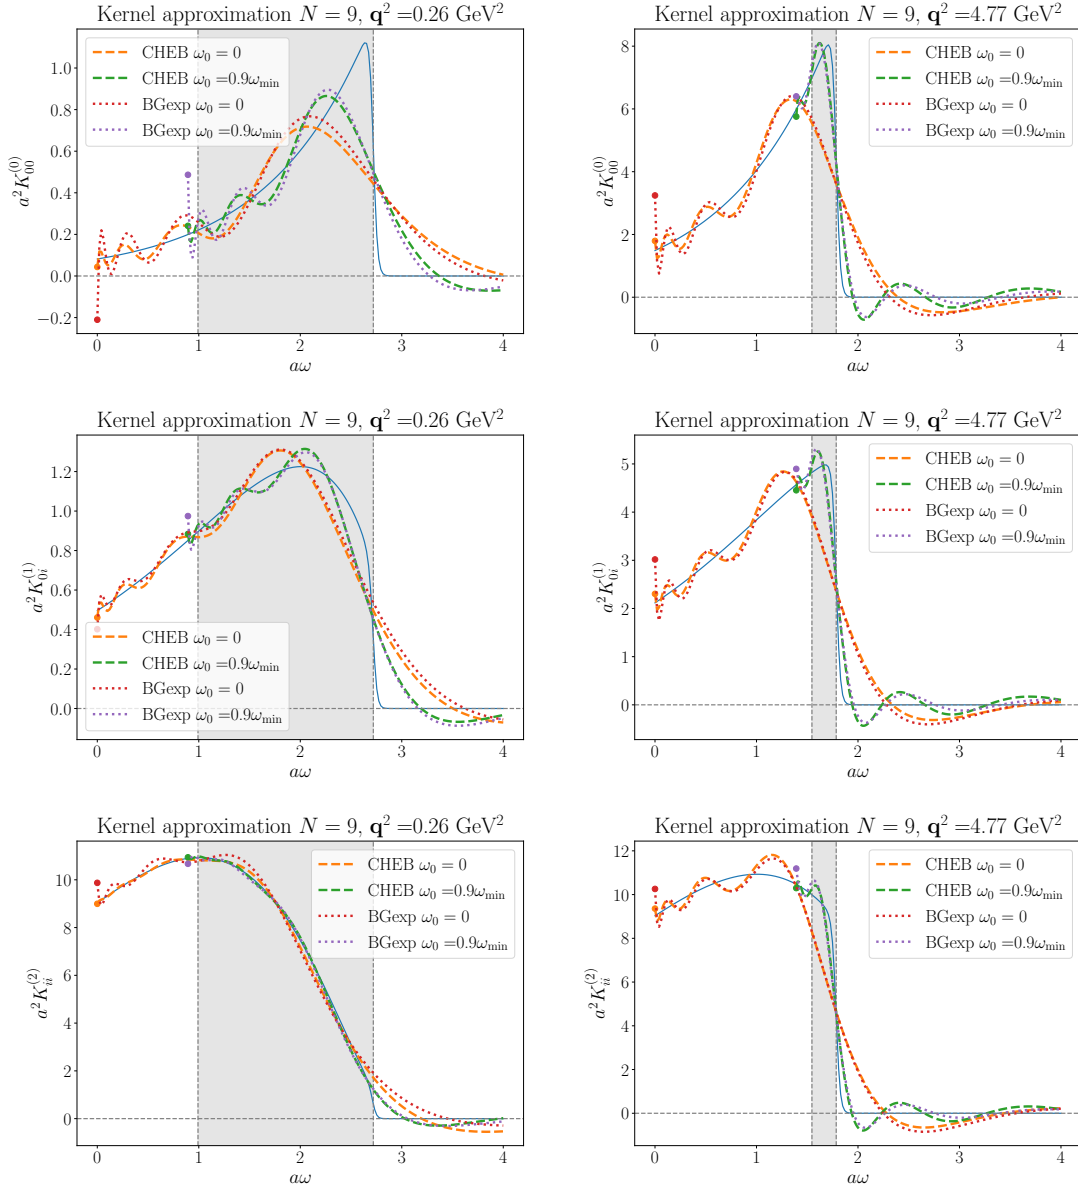 Kernel approximation N = 9, q² =0.26 GeV²
CHEB ω₀ = 0
CHEB ω₀ =0.9ω_min
BGexp ω₀ = 0
BGexp ω₀ =0.9ω_min
a²K₀₀⁽⁰⁾
1.0
0.8
0.6
0.4
0.2
0.0
−0.2
0 1 2 3 4
aω
Kernel approximation N = 9, q² =4.77 GeV²
CHEB ω₀ = 0
CHEB ω₀ =0.9ω_min
BGexp ω₀ = 0
BGexp ω₀ =0.9ω_min
a²K₀₀⁽⁰⁾
8
6
4
2
0
0 1 2 3 4
aω
Kernel approximation N = 9, q² =0.26 GeV²
a²K₀ᵢ⁽¹⁾
1.2
1.0
0.8
0.6
0.4
0.2
0.0
CHEB ω₀ = 0
CHEB ω₀ =0.9ω_min
BGexp ω₀ = 0
BGexp ω₀ =0.9ω_min
0 1 2 3 4
aω
Kernel approximation N = 9, q² =4.77 GeV²
CHEB ω₀ = 0
CHEB ω₀ =0.9ω_min
BGexp ω₀ = 0
BGexp ω₀ =0.9ω_min
a²K₀ᵢ⁽¹⁾
5
4
3
2
1
0
0 1 2 3 4
aω
Kernel approximation N = 9, q² =0.26 GeV²
CHEB ω₀ = 0
CHEB ω₀ =0.9ω_min
BGexp ω₀ = 0
BGexp ω₀ =0.9ω_min
a²Kᵢᵢ⁽²⁾
10
8
6
4
2
0
0 1 2 3 4
aω
Kernel approximation N = 9, q² =4.77 GeV²
CHEB ω₀ = 0
CHEB ω₀ =0.9ω_min
BGexp ω₀ = 0
BGexp ω₀ =0.9ω_min
a²Kᵢᵢ⁽²⁾
12
10
8
6
4
2
0
0 1 2 3 4
aω